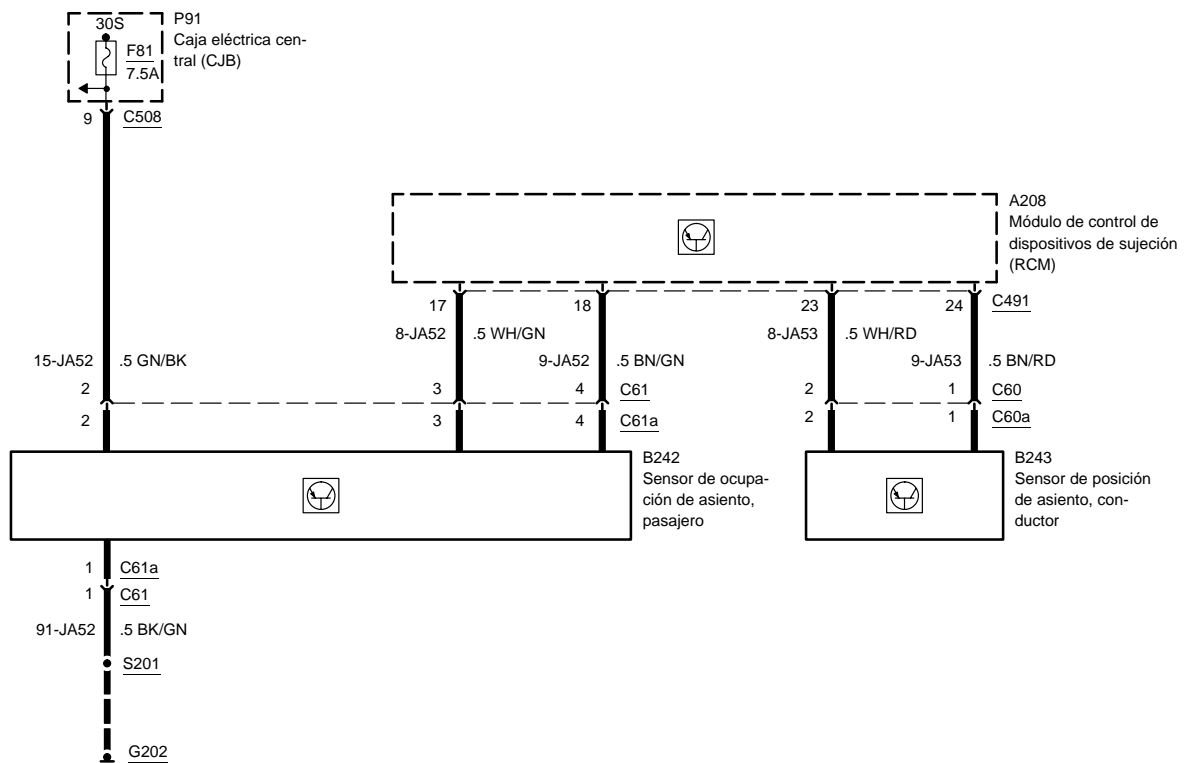 30S
F81
7.5A
P91
Caja eléctrica cen-
tral (CJB)
9 C508
A208
Módulo de control de
dispositivos de sujeción
(RCM)
17 18 23 24 C491
8-JA52 .5 WH/GN 8-JA53 .5 WH/RD
15-JA52 .5 GN/BK 9-JA52 .5 BN/GN 9-JA53 .5 BN/RD
2 3 4 C61 2 1 C60
2 3 4 C61a 2 1 C60a
B242
Sensor de ocupa-
ción de asiento,
pasajero
B243
Sensor de posición
de asiento, con-
ductor
1 C61a
1 C61
91-JA52 .5 BK/GN
S201
G202